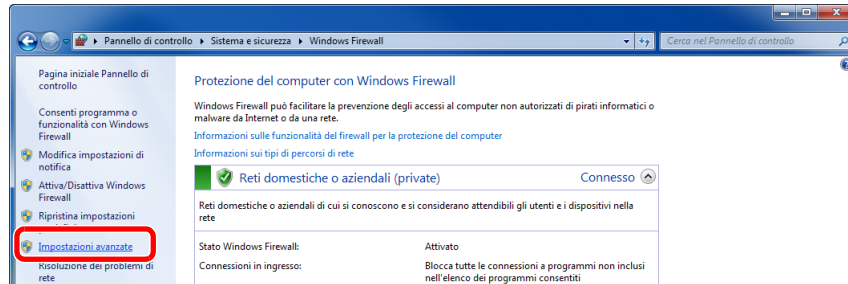 Pannello di controllo ▸ Sistema e sicurezza ▸ Windows Firewall
Cerca nel Pannello di controllo
Pagina iniziale Pannello di
controllo
Consenti programma o
funzionalità con Windows
Firewall
Modifica impostazioni di
notifica
Attiva/Disattiva Windows
Firewall
Ripristina impostazioni
Impostazioni avanzate
Risoluzione dei problemi di
rete
Protezione del computer con Windows Firewall
Windows Firewall può facilitare la prevenzione degli accessi al computer non autorizzati di pirati informatici o
malware da Internet o da una rete.
Informazioni sulle funzionalità del firewall per la protezione del computer
Informazioni sui tipi di percorsi di rete
Reti domestiche o aziendali (private)
Connesso
Reti domestiche o aziendali di cui si conoscono e si considerano attendibili gli utenti e i dispositivi nella
rete
Stato Windows Firewall:
Attivato
Connessioni in ingresso:
Blocca tutte le connessioni a programmi non inclusi
nell'elenco dei programmi consentiti